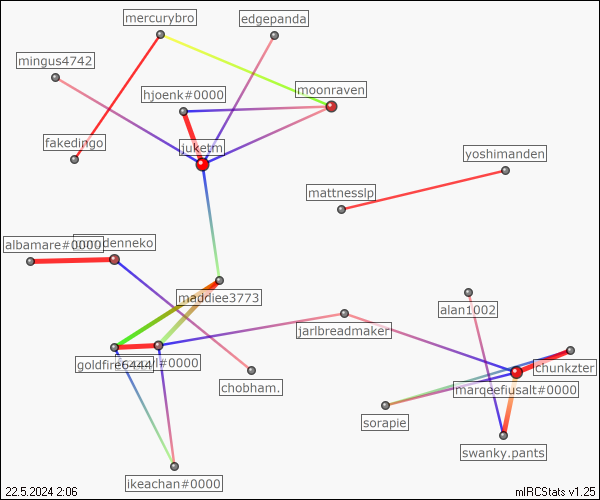 mercurybro
edgepanda
mingus4742
moonraven
hjoenk#0000
fakedingo
juketm
yoshimanden
mattnesslp
albamare#0000
denneko
maddiee3773
alan1002
jarlbreadmaker
goldfire6444
l#0000
chunkzter
chobham.
marqeefiusalt#0000
sorapie
swanky.pants
ikeachan#0000
22.5.2024 2:06
mIRCStats v1.25